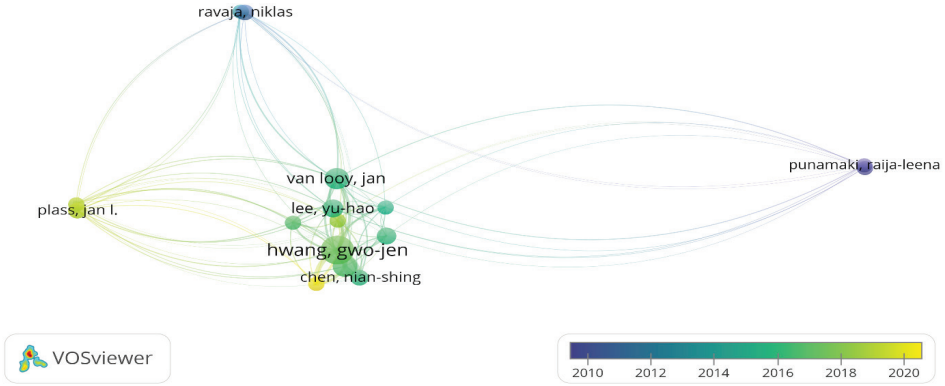 ravaja, niklas
punamaki, raija-leena
van looy, jan
plass, jan l.
lee, yu-hao
hwang, gwo-jen
chen, nian-shing
VOSviewer
2010 2012 2014 2016 2018 2020